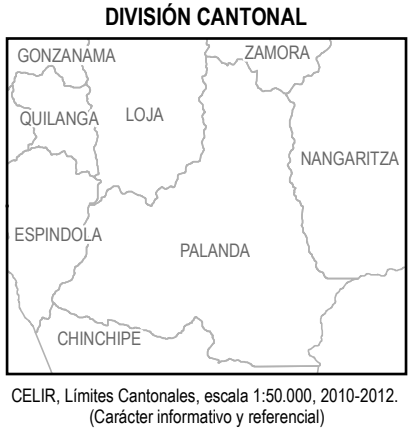 DIVISIÓN CANTONAL
GONZANAMA
ZAMORA
QUILANGA
LOJA
NANGARITZA
ESPINDOLA
PALANDA
CHINCHIPE
CELIR, Límites Cantonales, escala 1:50.000, 2010-2012.
(Carácter informativo y referencial)